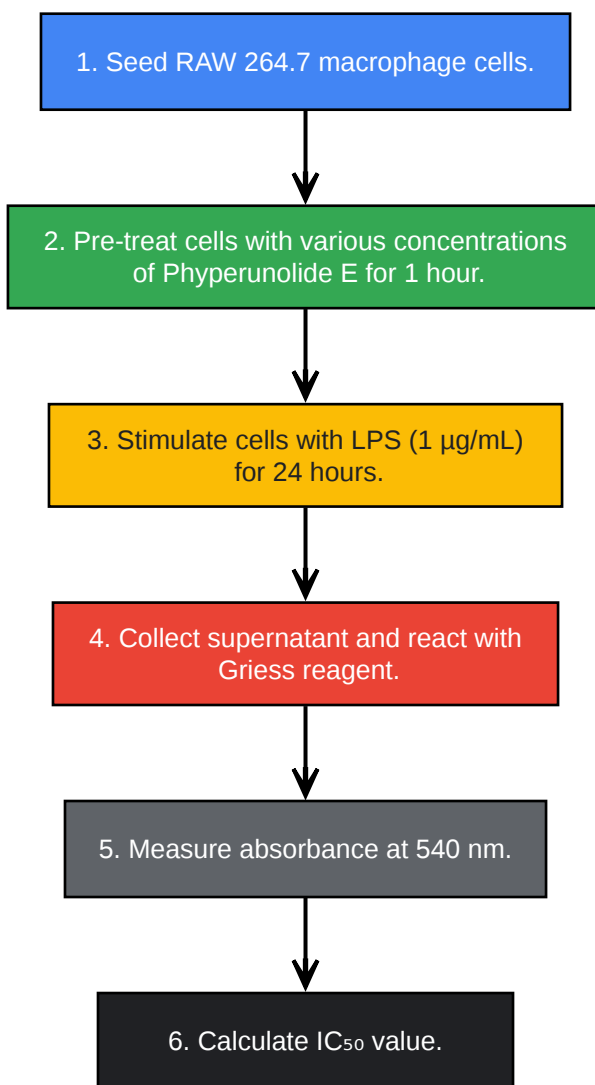 1. Seed RAW 264.7 macrophage cells.
2. Pre-treat cells with various concentrations
of Phyperunolide E for 1 hour.
3. Stimulate cells with LPS (1 µg/mL)
for 24 hours.
4. Collect supernatant and react with
Griess reagent.
5. Measure absorbance at 540 nm.
6. Calculate IC₅₀ value.